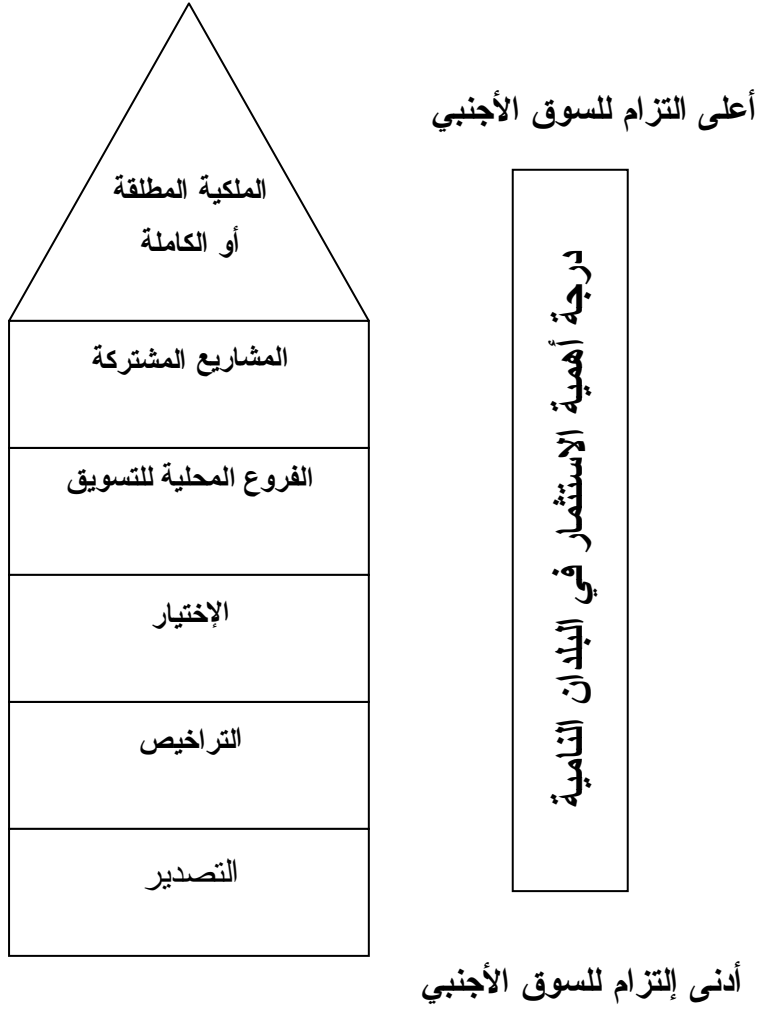 أعلى التزام للسوق الأجنبي
الملكية المطلقة
أو الكاملة
المشاريع المشتركة
الفروع المحلية للتسويق
الإختيار
التراخيص
التصدير
درجة أهمية الاستثمار في البلدان النامية
أدنى إلتزام للسوق الأجنبي